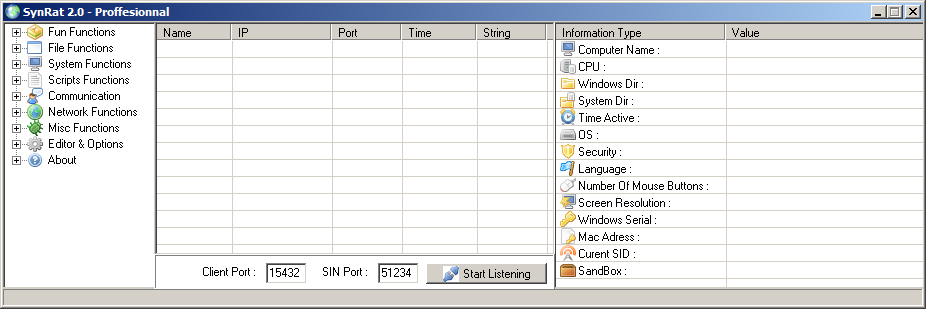 SynRat 2.0 - Proffesionnal
Fun Functions
File Functions
System Functions
Scripts Functions
Communication
Network Functions
Misc Functions
Editor & Options
About
Name IP Port Time String
Client Port : 15432 SIN Port : 51234 Start Listening
Information Type Value
Computer Name :
CPU :
Windows Dir :
System Dir :
Time Active :
OS :
Security :
Language :
Number Of Mouse Buttons :
Screen Resolution :
Windows Serial :
Mac Adress :
Curent SID :
SandBox :